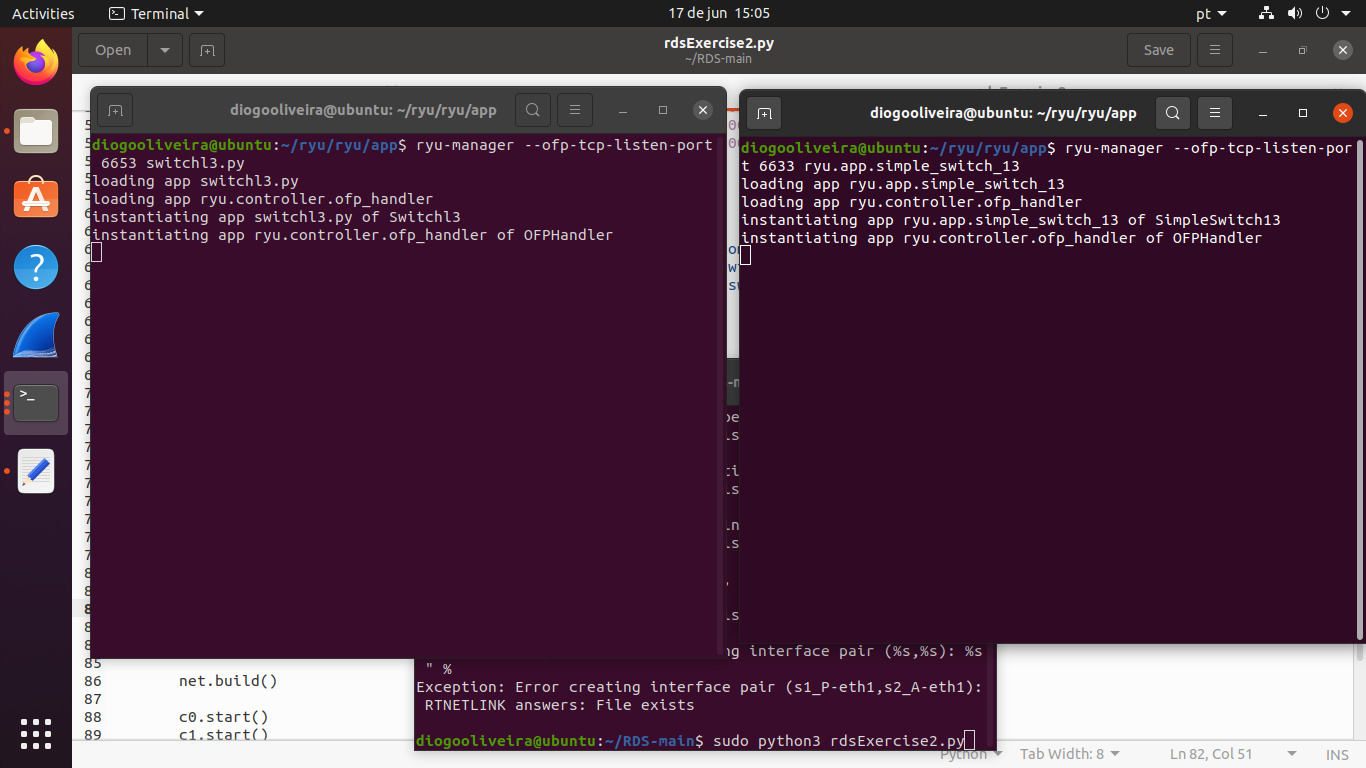 Activities
Terminal
17 de jun 15:05
pt
Open
rdsExercise2.py
~/RDS-main
Save
diogooliveira@ubuntu: ~/ryu/ryu/app
diogooliveira@ubuntu:~/ryu/ryu/app$ ryu-manager --ofp-tcp-listen-port
6653 switchl3.py
loading app switchl3.py
loading app ryu.controller.ofp_handler
instantiating app switchl3.py of Switchl3
instantiating app ryu.controller.ofp_handler of OFPHandler
diogooliveira@ubuntu: ~/ryu/ryu/app
diogooliveira@ubuntu:~/ryu/ryu/app$ ryu-manager --ofp-tcp-listen-por
t 6633 ryu.app.simple_switch_13
loading app ryu.app.simple_switch_13
loading app ryu.controller.ofp_handler
instantiating app ryu.app.simple_switch_13 of SimpleSwitch13
instantiating app ryu.controller.ofp_handler of OFPHandler
85
86 net.build()
87
88 c0.start()
89 c1.start()
ng interface pair (%s,%s): %s
" %
Exception: Error creating interface pair (s1_P-eth1,s2_A-eth1):
RTNETLINK answers: File exists
diogooliveira@ubuntu:~/RDS-main$ sudo python3 rdsExercise2.py
Python
Tab Width: 8
Ln 82, Col 51
INS